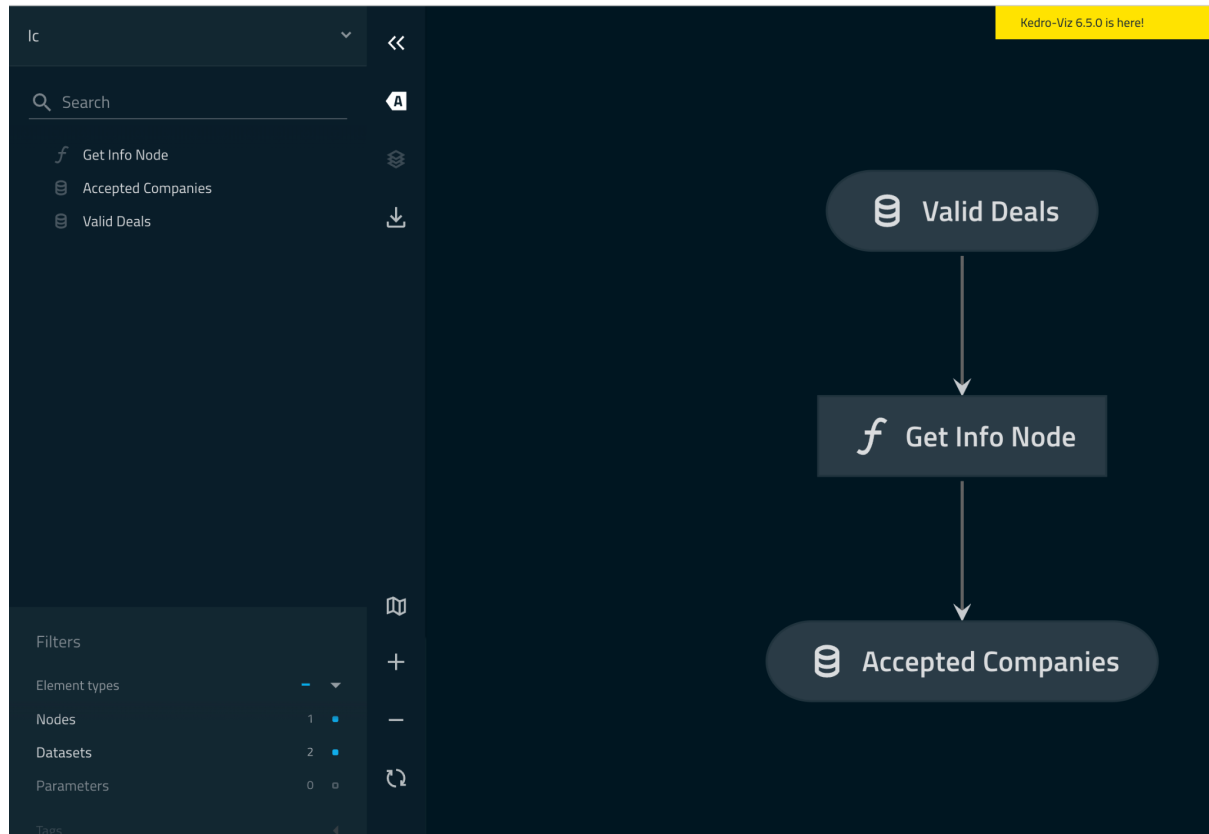 lc
Kedro-Viz 6.5.0 is here!
Search
A
Get Info Node
Accepted Companies
Valid Deals
Valid Deals
Get Info Node
Accepted Companies
Filters
Element types
Nodes 1
Datasets 2
Parameters 0
Tags